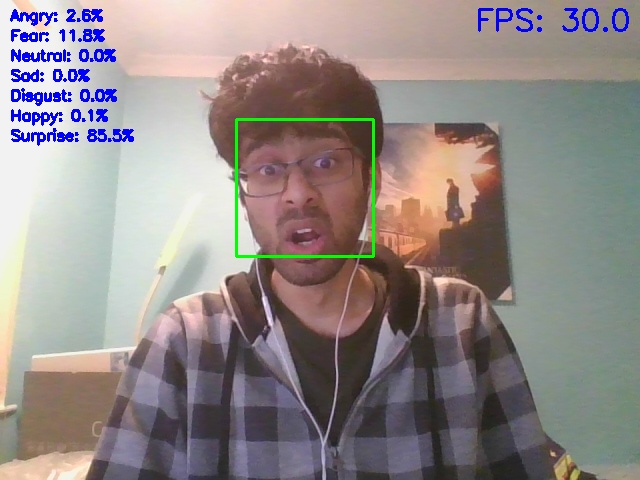 Angry: 2.6%
Fear: 11.8%
Neutral: 0.0%
Sad: 0.0%
Disgust: 0.0%
Happy: 0.1%
Surprise: 85.5%
FPS: 30.0